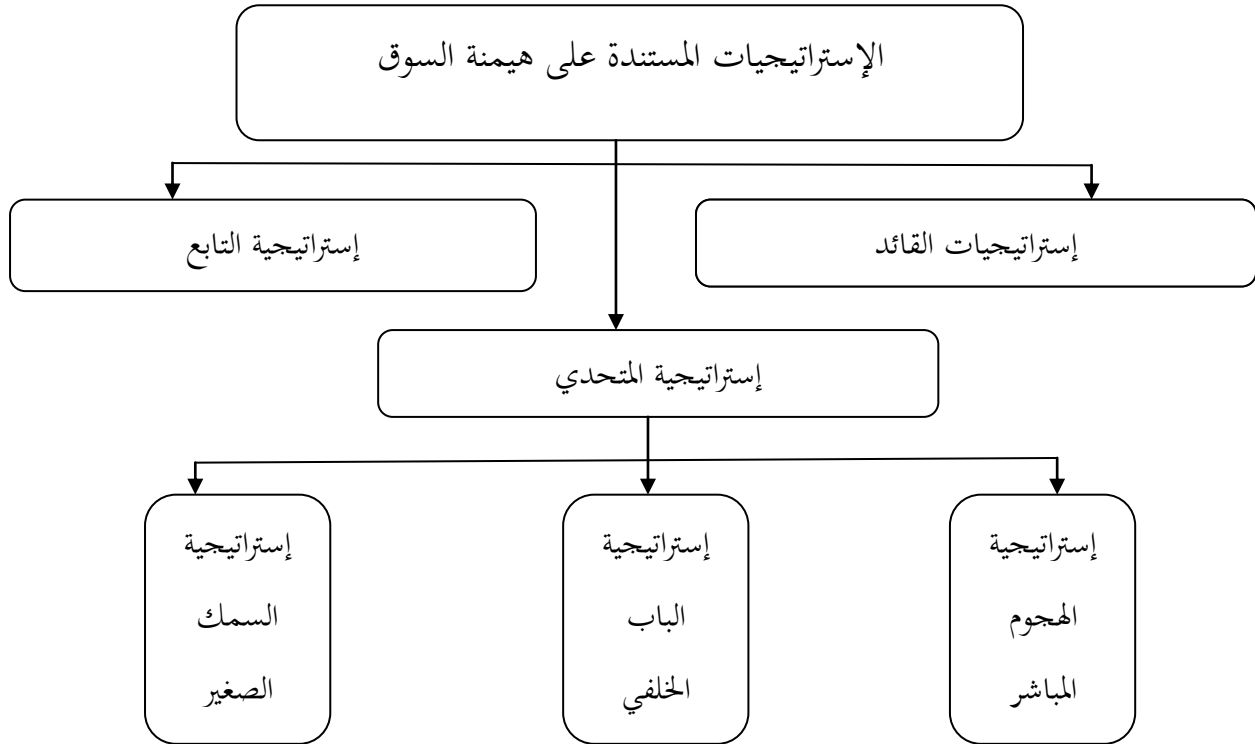 الإستراتيجيات المستندة على هيمنة السوق
إستراتيجيات القائد
إستراتيجية التابع
إستراتيجية المتحدي
إستراتيجية
الهجوم
المباشر
إستراتيجية
الباب
الخلفي
إستراتيجية
السمك
الصغير